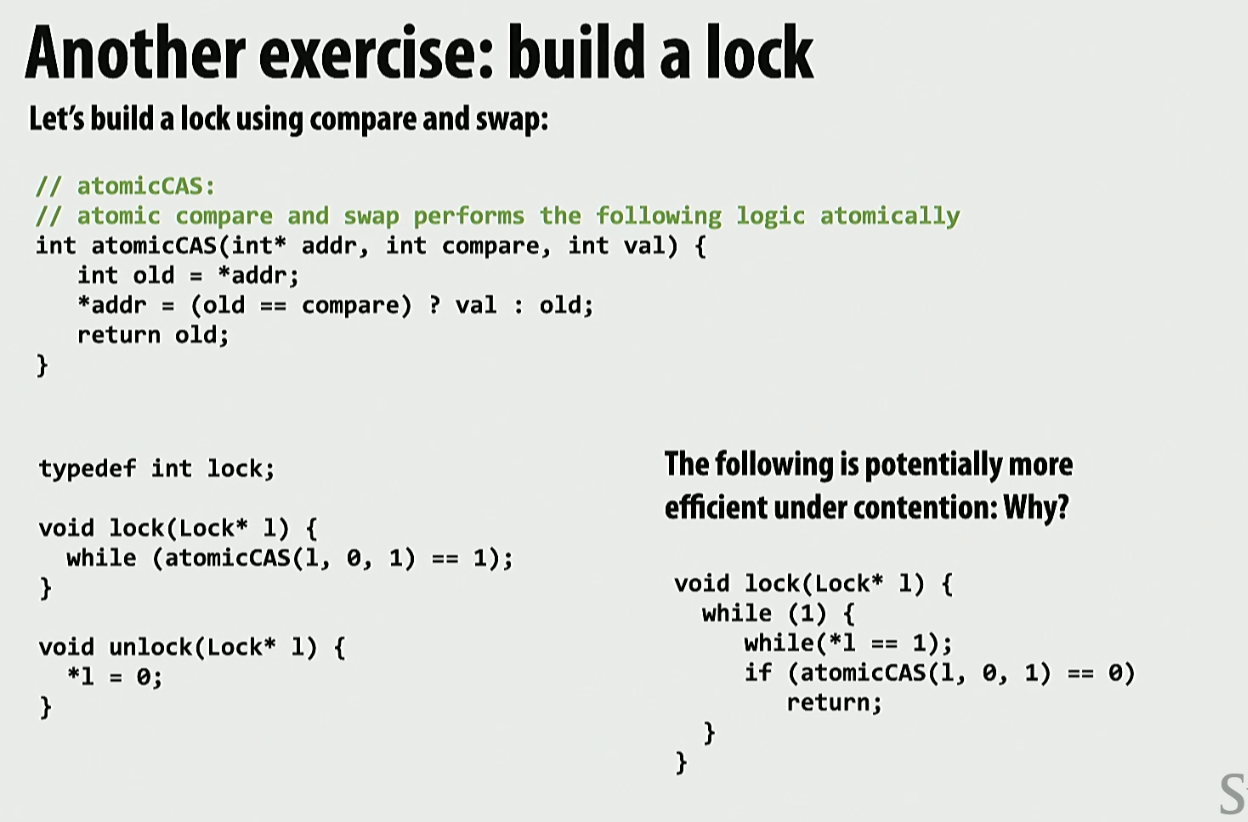 Another exercise: build a lock
Let’s build a lock using compare and swap:
// atomicCAS:
// atomic compare and swap performs the following logic atomically
int atomicCAS(int* addr, int compare, int val) {
   int old = *addr;
   *addr = (old == compare) ? val : old;
   return old;
}
typedef int lock;
void lock(Lock* l) {
  while (atomicCAS(l, 0, 1) == 1);
}
void unlock(Lock* l) {
  *l = 0;
}
The following is potentially more
efficient under contention: Why?
void lock(Lock* l) {
  while (1) {
     while(*l == 1);
     if (atomicCAS(l, 0, 1) == 0)
        return;
  }
}